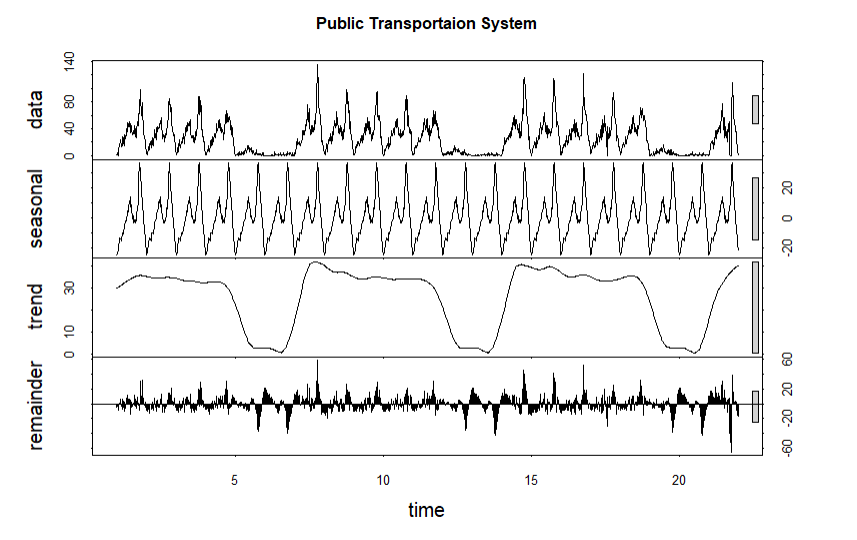 Public Transportaion System
data
0 40 80 140
seasonal
-20 0 20
trend
0 10 30
remainder
-60 -20 20 60
5 10 15 20
time